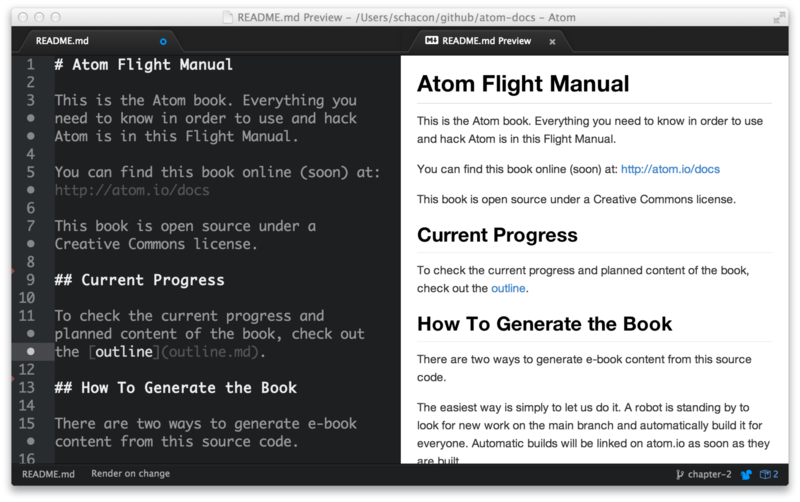 README.md Preview - /Users/schacon/github/atom-docs - Atom
README.md
README.md Preview
1 # Atom Flight Manual
2
3 This is the Atom book. Everything you
need to know in order to use and hack
Atom is in this Flight Manual.
4
5 You can find this book online (soon) at:
http://atom.io/docs
6
7 This book is open source under a
Creative Commons license.
8
9 ## Current Progress
10
11 To check the current progress and
planned content of the book, check out
the [outline](outline.md).
12
13 ## How To Generate the Book
14
15 There are two ways to generate e-book
content from this source code.
16
Atom Flight Manual
This is the Atom book. Everything you need to know in order to use
and hack Atom is in this Flight Manual.
You can find this book online (soon) at: http://atom.io/docs
This book is open source under a Creative Commons license.
Current Progress
To check the current progress and planned content of the book,
check out the outline.
How To Generate the Book
There are two ways to generate e-book content from this source
code.
The easiest way is simply to let us do it. A robot is standing by to
look for new work on the main branch and automatically build it for
everyone. Automatic builds will be linked on atom.io as soon as they
are built.
README.md Render on change
chapter-2 2